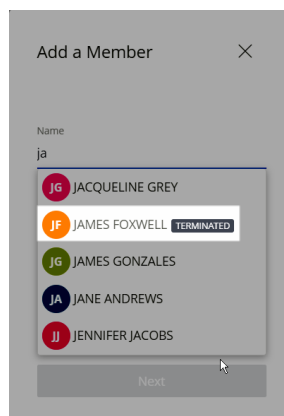 Add a Member
Name
ja
JG JACQUELINE GREY
JF JAMES FOXWELL TERMINATED
JG JAMES GONZALES
JA JANE ANDREWS
JJ JENNIFER JACOBS
Next